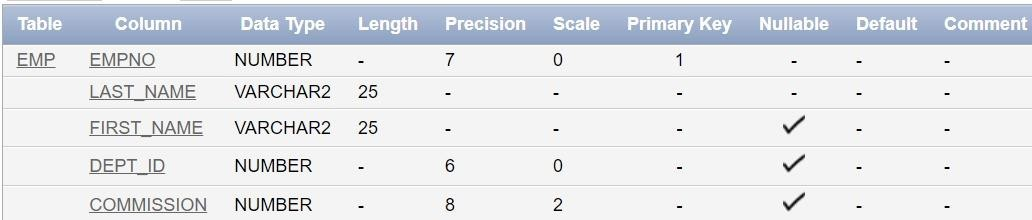 Table Column Data Type Length Precision Scale Primary Key Nullable Default Comment
EMP EMPNO NUMBER - 7 0 1 - - -
LAST_NAME VARCHAR2 25 - - - - - -
FIRST_NAME VARCHAR2 25 - - - ✓ - -
DEPT_ID NUMBER - 6 0 - ✓ - -
COMMISSION NUMBER - 8 2 - ✓ - -